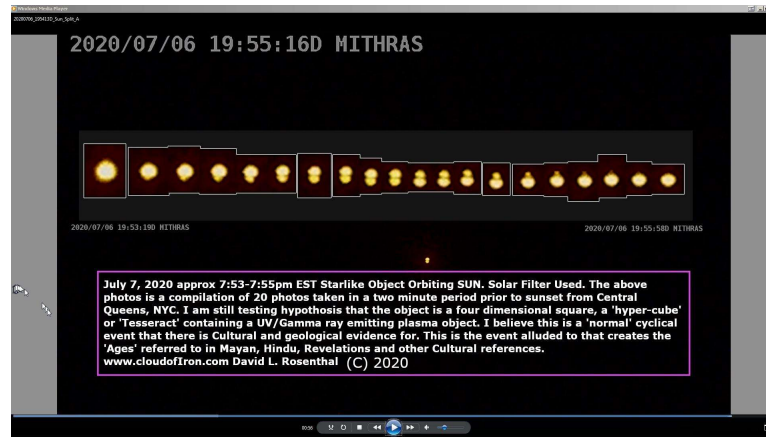 Windows Media Player
20200706_195413D_Sun_Split_A
2020/07/06 19:55:16D MITHRAS
2020/07/06 19:53:19D MITHRAS
2020/07/06 19:55:58D MITHRAS
July 7, 2020 approx 7:53-7:55pm EST Starlike Object Orbiting SUN. Solar Filter Used. The above
photos is a compilation of 20 photos taken in a two minute period prior to sunset from Central
Queens, NYC. I am still testing hypothosis that the object is a four dimensional square, a 'hyper-cube'
or 'Tesseract' containing a UV/Gamma ray emitting plasma object. I believe this is a 'normal' cyclical
event that there is Cultural and geological evidence for. This is the event alluded to that creates the
'Ages' referred to in Mayan, Hindu, Revelations and other Cultural references.
www.cloudofIron.com David L. Rosenthal (C) 2020
00:56